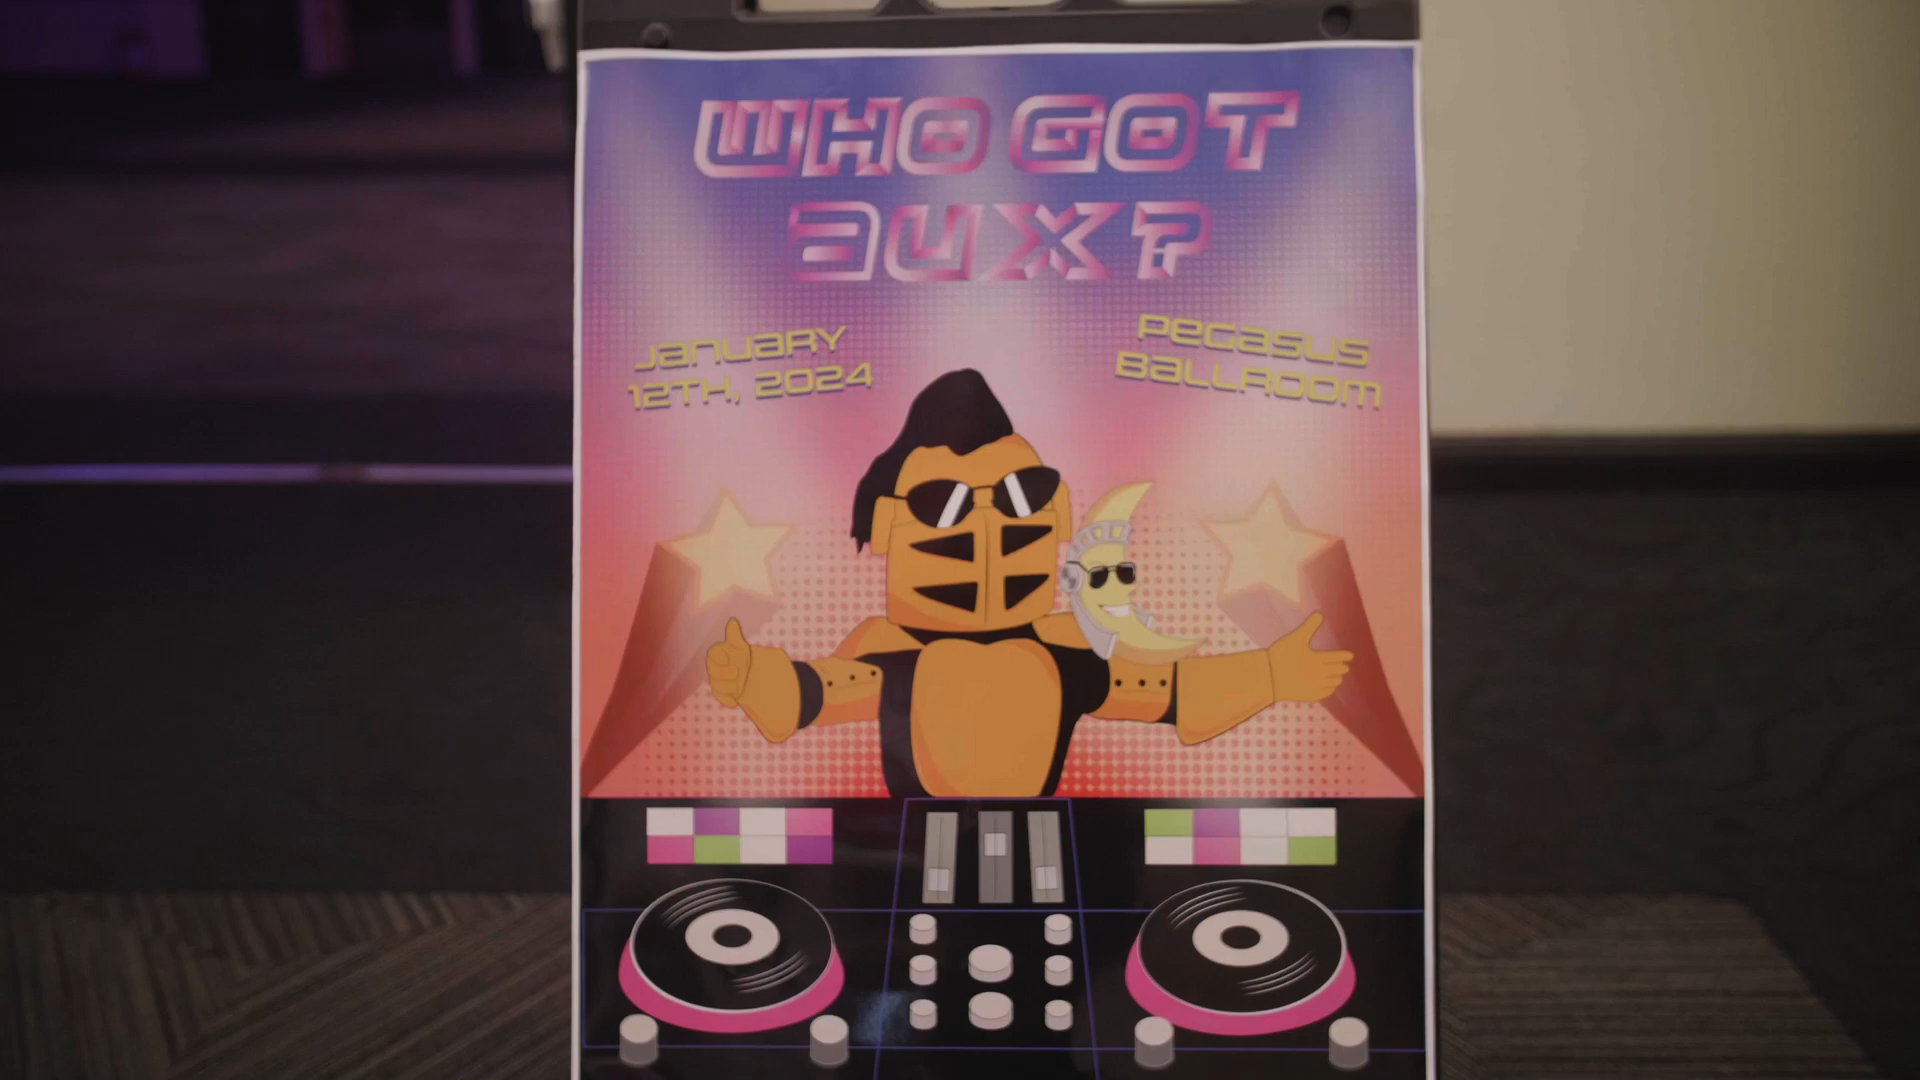 WHO GOT
AUX?
JANUARY
12TH, 2024
PEGASUS
BALLROOM